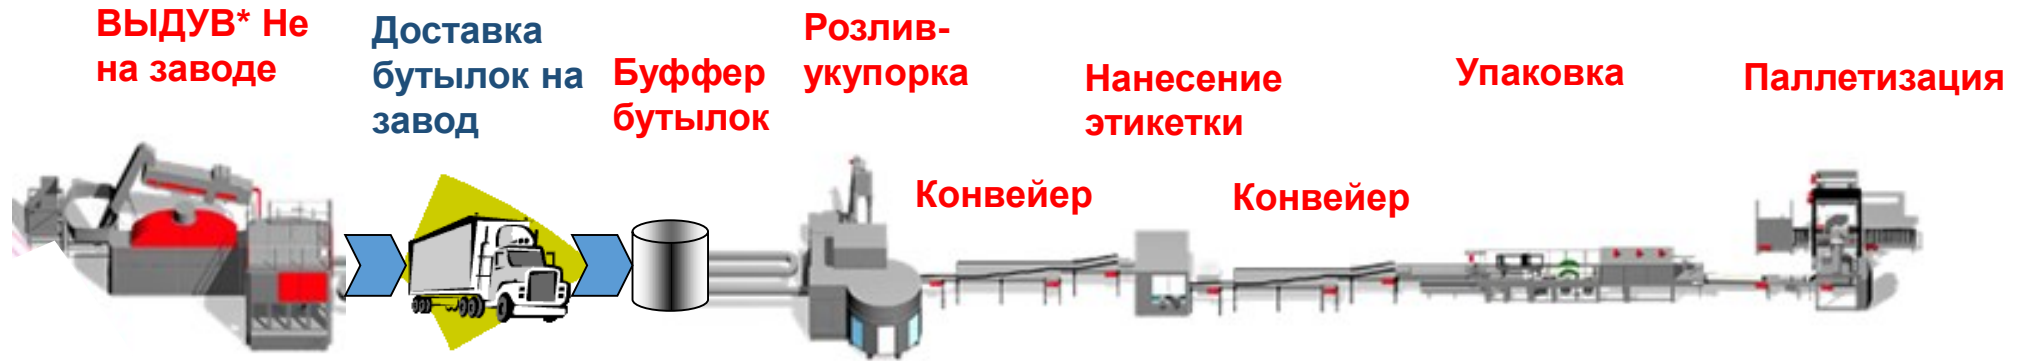 ВЫДУВ* Не
на заводе
Доставка
бутылок на
завод
Буффер
бутылок
Розлив-
укупорка
Нанесение
этикетки
Упаковка
Паллетизация
Конвейер
Конвейер